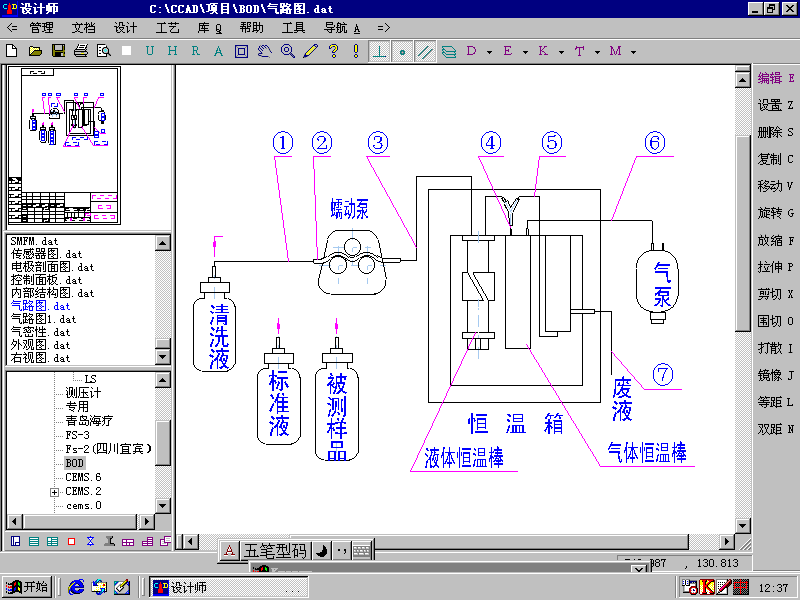 设计师 C:\CCAD\项目\BOD\气路图.dat
<= 管理 文档 设计 工艺 库Q 帮助 工具 导航A =>
U H R A D E K T M
编辑 E
设置 Z
删除 S
复制 C
移动 V
旋转 G
放缩 F
拉伸 P
剪切 X
围切 O
打散 I
镜像 J
等距 L
双距 N
SMFM.dat
传感器图.dat
电极剖面图.dat
控制面板.dat
内部结构图.dat
气路图.dat
气路图1.dat
气密性.dat
外观图.dat
右视图.dat
LS
测压计
专用
青岛海疗
FS-3
Fs-2(四川宜宾)
BOD
CEMS.6
CEMS.2
cems.0
① ② ③ ④ ⑤ ⑥
蠕动泵
气泵
清洗液
标准液
被测样品
⑦
废液
恒温箱
液体恒温棒
气体恒温棒
A 五笔型码
, 130.813
开始
设计师 ...
12:37